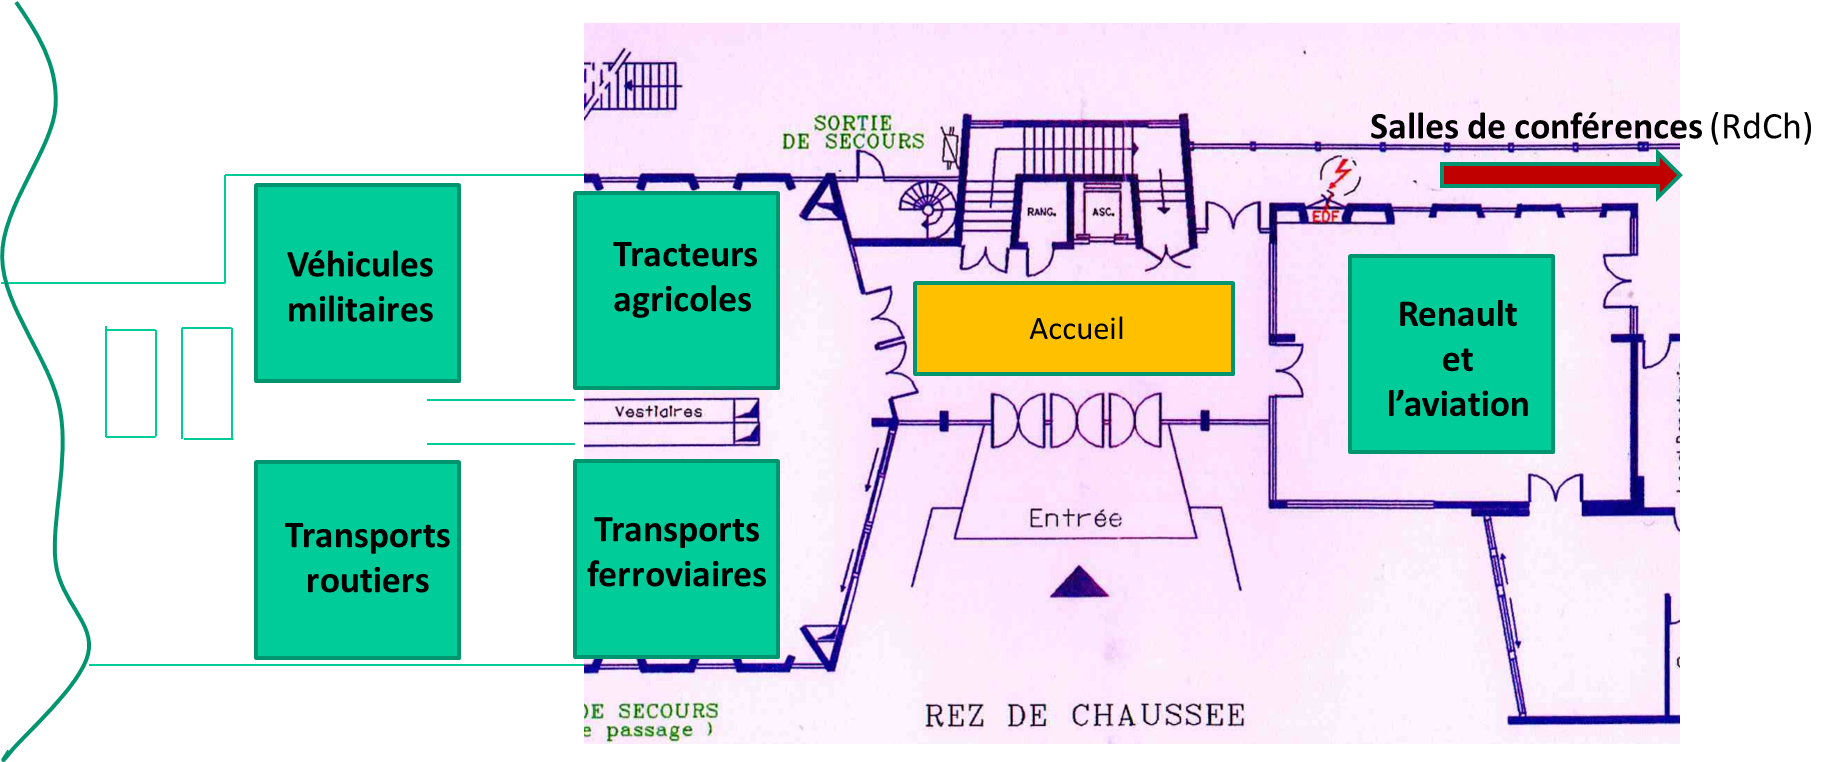 SORTIE
DE SECOURS
Salles de conférences (RdCh)
RANG.
ASC.
EDF
Véhicules
militaires
Tracteurs
agricoles
Accueil
Renault
et
l’aviation
Vestiaires
Transports
routiers
Transports
ferroviaires
Entrée
DE SECOURS
e passage )
REZ DE CHAUSSEE